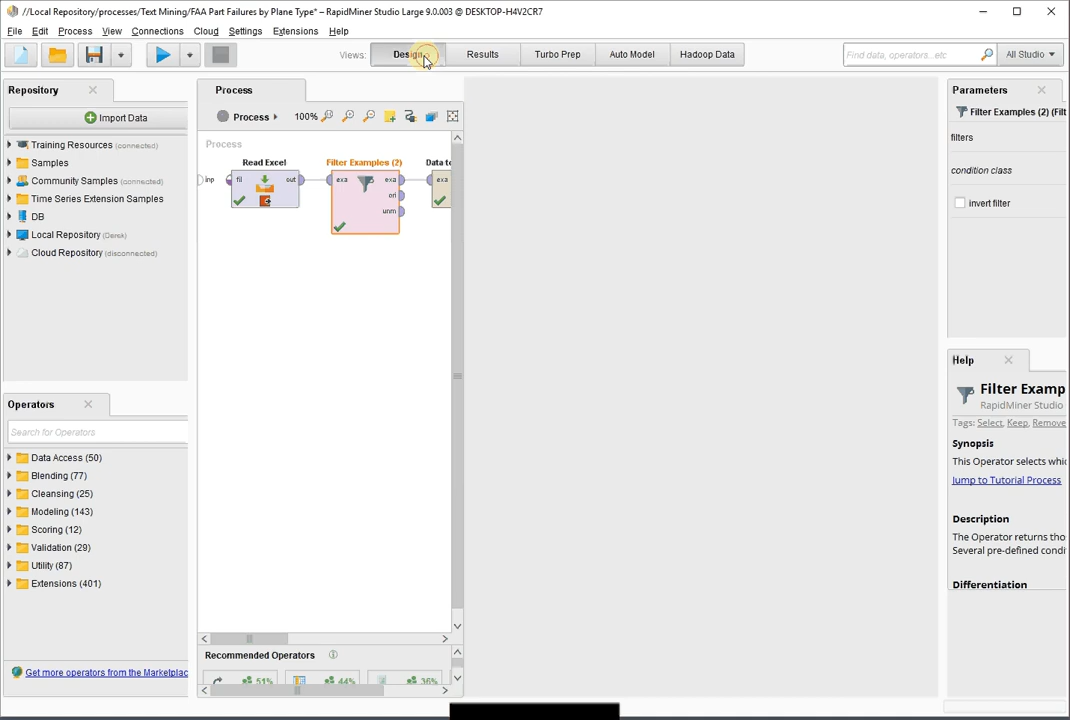 //Local Repository/processes/Text Mining/FAA Part Failures by Plane Type* – RapidMiner Studio Large 9.0.003 @ DESKTOP-H4V2CR7
File Edit Process View Connections Cloud Settings Extensions Help
Views: Design Results Turbo Prep Auto Model Hadoop Data Find data, operators...etc All Studio
Repository
Import Data
Training Resources (connected)
Samples
Community Samples (connected)
Time Series Extension Samples
DB
Local Repository (Derek)
Cloud Repository (disconnected)
Operators
Search for Operators
Data Access (50)
Blending (77)
Cleansing (25)
Modeling (143)
Scoring (12)
Validation (29)
Utility (87)
Extensions (401)
Get more operators from the Marketplac
Process
Process 100%
Process
Read Excel Filter Examples (2) Data to
inp fil out exa exa exa
ori
unm
Recommended Operators
51% 44% 36%
Parameters
Filter Examples (2) (Filt
filters
condition class
invert filter
Help
Filter Examp
RapidMiner Studio
Tags: Select, Keep, Remove
Synopsis
This Operator selects whic
Jump to Tutorial Process
Description
The Operator returns tho
Several pre-defined condi
Differentiation